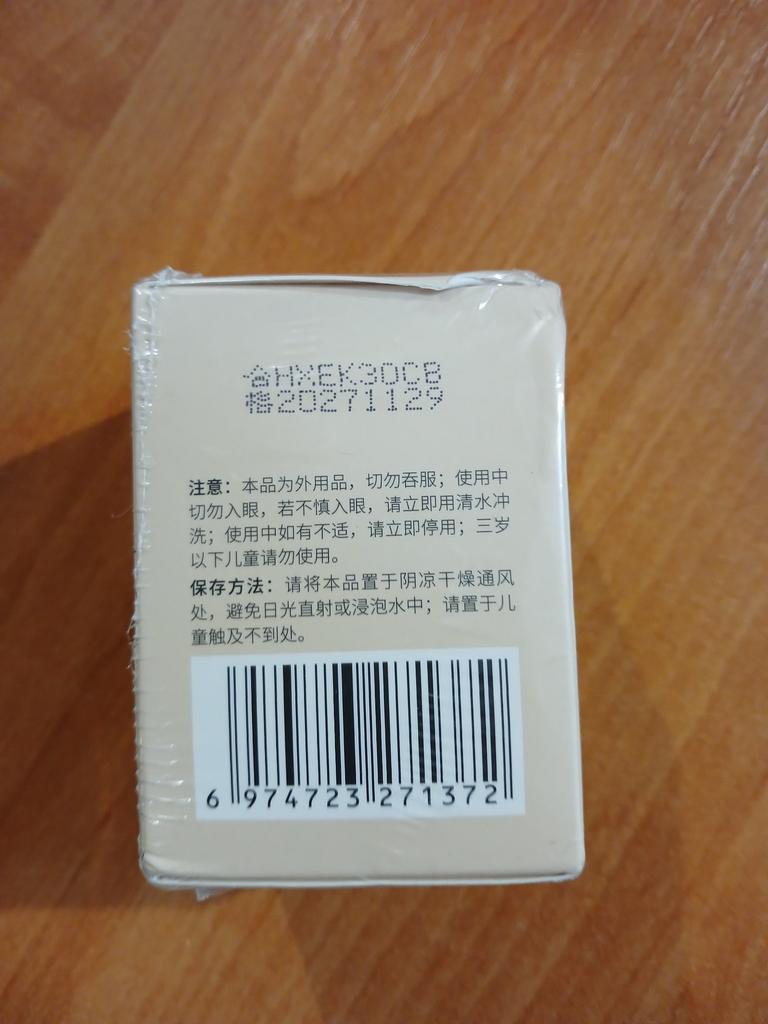 合HXEK30CB
格20271129
注意：本品为外用品，切勿吞服；使用中
切勿入眼，若不慎入眼，请立即用清水冲
洗；使用中如有不适，请立即停用；三岁
以下儿童请勿使用。
保存方法：请将本品置于阴凉干燥通风
处，避免日光直射或浸泡水中；请置于儿
童触及不到处。
6 974723 271372